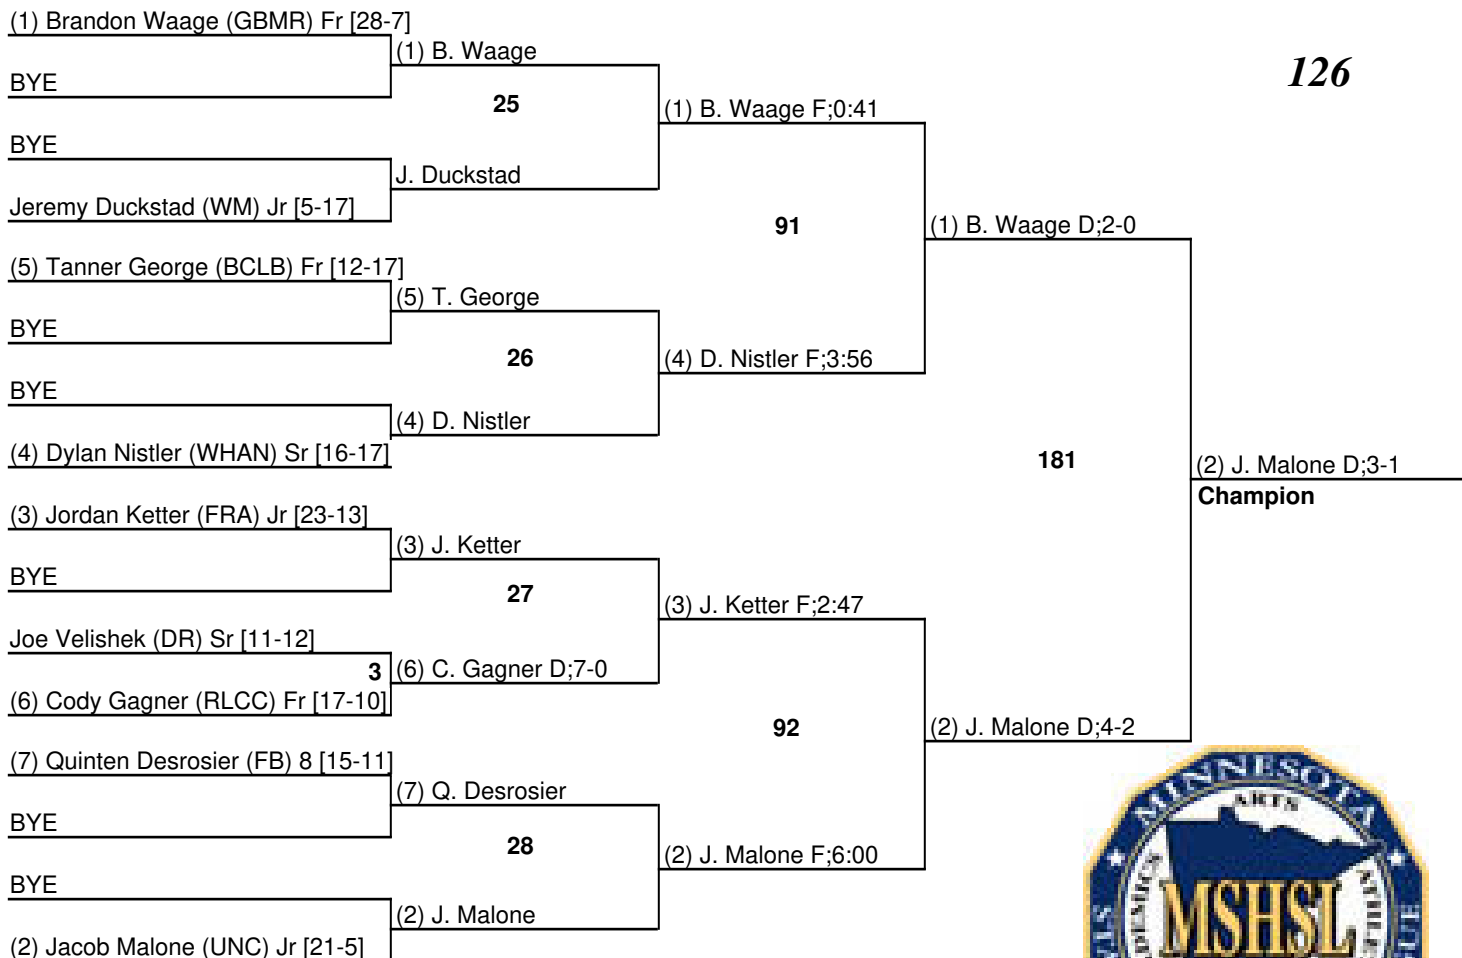 (1) Brandon Waage (GBMR) Fr [28-7]
(1) B. Waage
126
BYE
25
(1) B. Waage F;0:41
BYE
J. Duckstad
Jeremy Duckstad (WM) Jr [5-17]
91
(1) B. Waage D;2-0
(5) Tanner George (BCLB) Fr [12-17]
(5) T. George
BYE
26
(4) D. Nistler F;3:56
BYE
(4) D. Nistler
(4) Dylan Nistler (WHAN) Sr [16-17]
181
(2) J. Malone D;3-1
Champion
(3) Jordan Ketter (FRA) Jr [23-13]
(3) J. Ketter
BYE
27
(3) J. Ketter F;2:47
Joe Velishek (DR) Sr [11-12]
3
(6) C. Gagner D;7-0
(6) Cody Gagner (RLCC) Fr [17-10]
92
(2) J. Malone D;4-2
(7) Quinten Desrosier (FB) 8 [15-11]
(7) Q. Desrosier
BYE
28
(2) J. Malone F;6:00
BYE
(2) J. Malone
(2) Jacob Malone (UNC) Jr [21-5]
MINNESOTA
ARTS
MSHSL